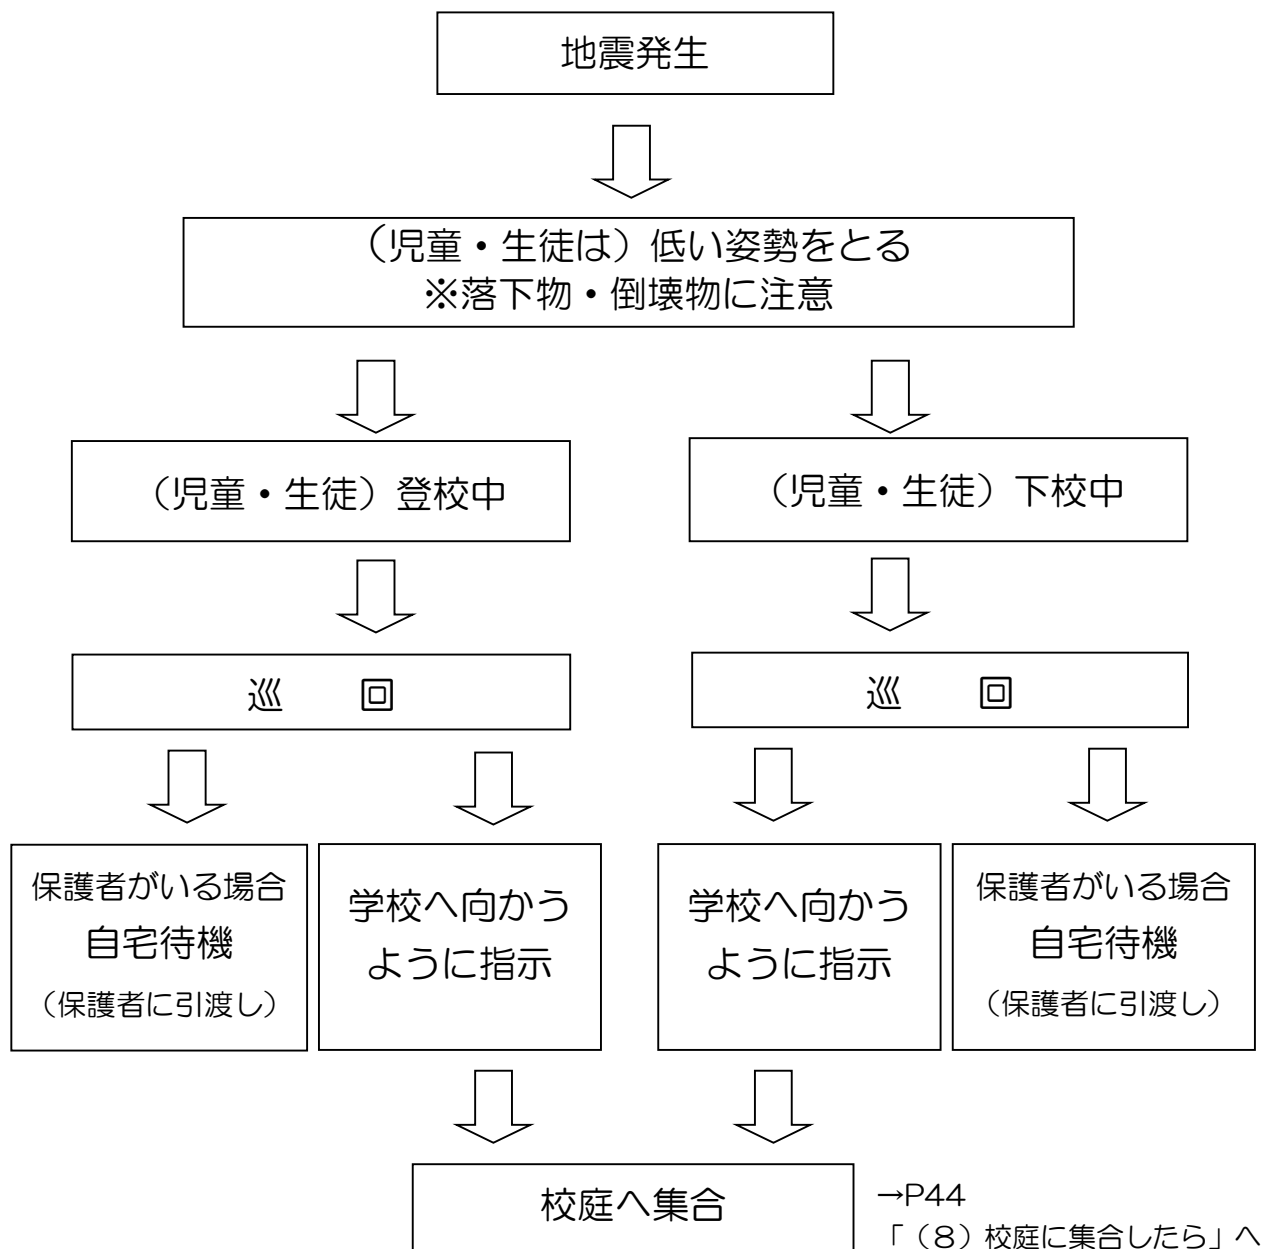 地震発生
（児童・生徒は）低い姿勢をとる
※落下物・倒壊物に注意
（児童・生徒）登校中
（児童・生徒）下校中
巡　　回
巡　　回
保護者がいる場合
自宅待機
（保護者に引渡し）
学校へ向かう
ように指示
学校へ向かう
ように指示
保護者がいる場合
自宅待機
（保護者に引渡し）
校庭へ集合
→P44
「（8）校庭に集合したら」へ